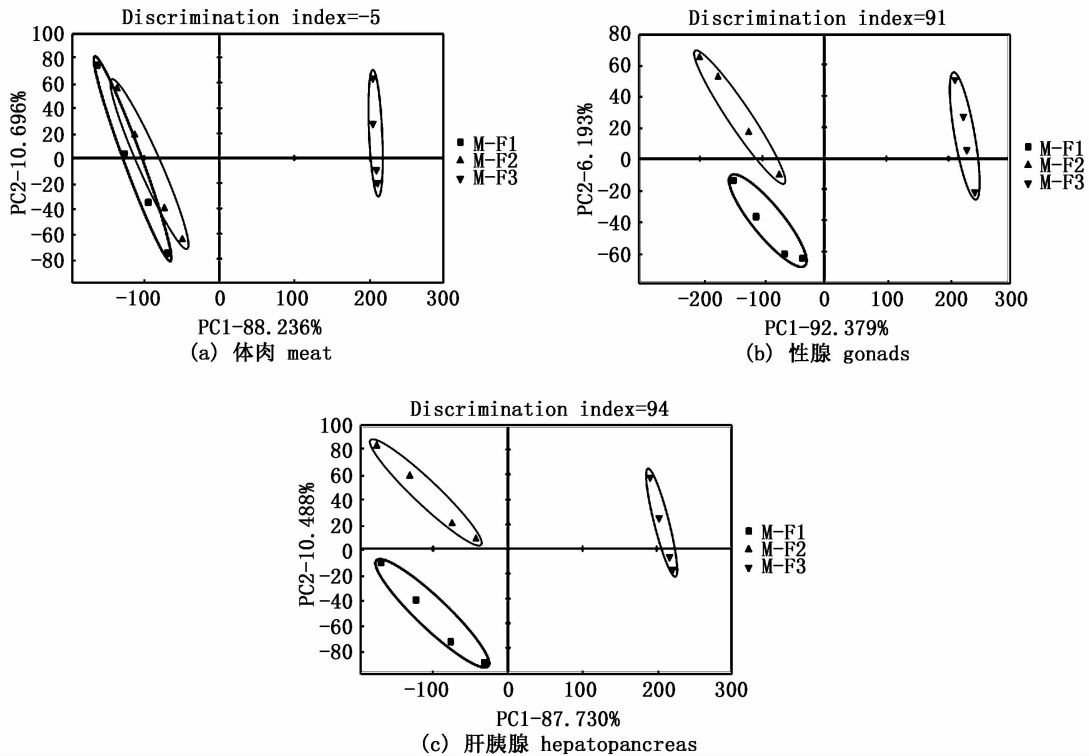 Discrimination index=-5
100
80
60
40
20
0
-20
-40
-60
-80
PC2-10.696%
-100 0 100 200 300
PC1-88.236%
■ M-F1
▲ M-F2
▼ M-F3
(a) 体肉 meat
Discrimination index=91
80
60
40
20
0
-20
-40
-60
PC2-6.193%
-200 -100 0 100 200 300
PC1-92.379%
■ M-F1
▲ M-F2
▼ M-F3
(b) 性腺 gonads
Discrimination index=94
100
80
60
40
20
0
-20
-40
-60
-80
PC2-10.488%
-100 0 100 200 300
PC1-87.730%
■ M-F1
▲ M-F2
▼ M-F3
(c) 肝胰腺 hepatopancreas